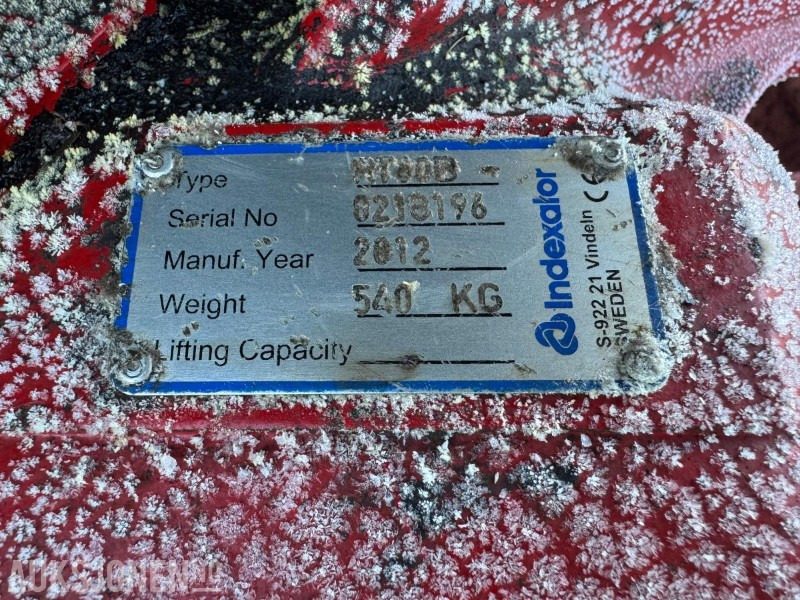 Type
Serial No 0218196
Manuf. Year 2012
Weight 540 KG
Lifting Capacity
Indexator
S-922 21 Vindeln CE
SWEDEN
AUKSJONEN